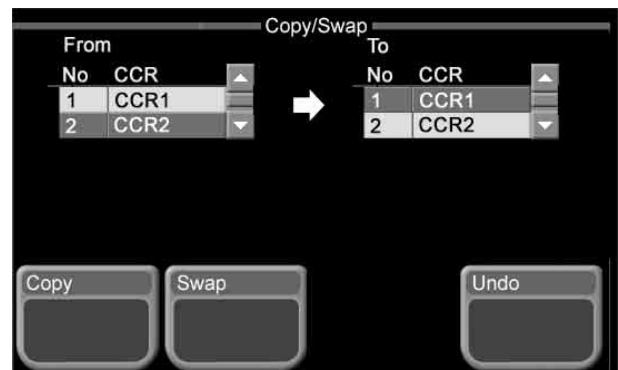 Copy/Swap
From To
No CCR No CCR
1 CCR1 1 CCR1
2 CCR2 2 CCR2
Copy Swap Undo